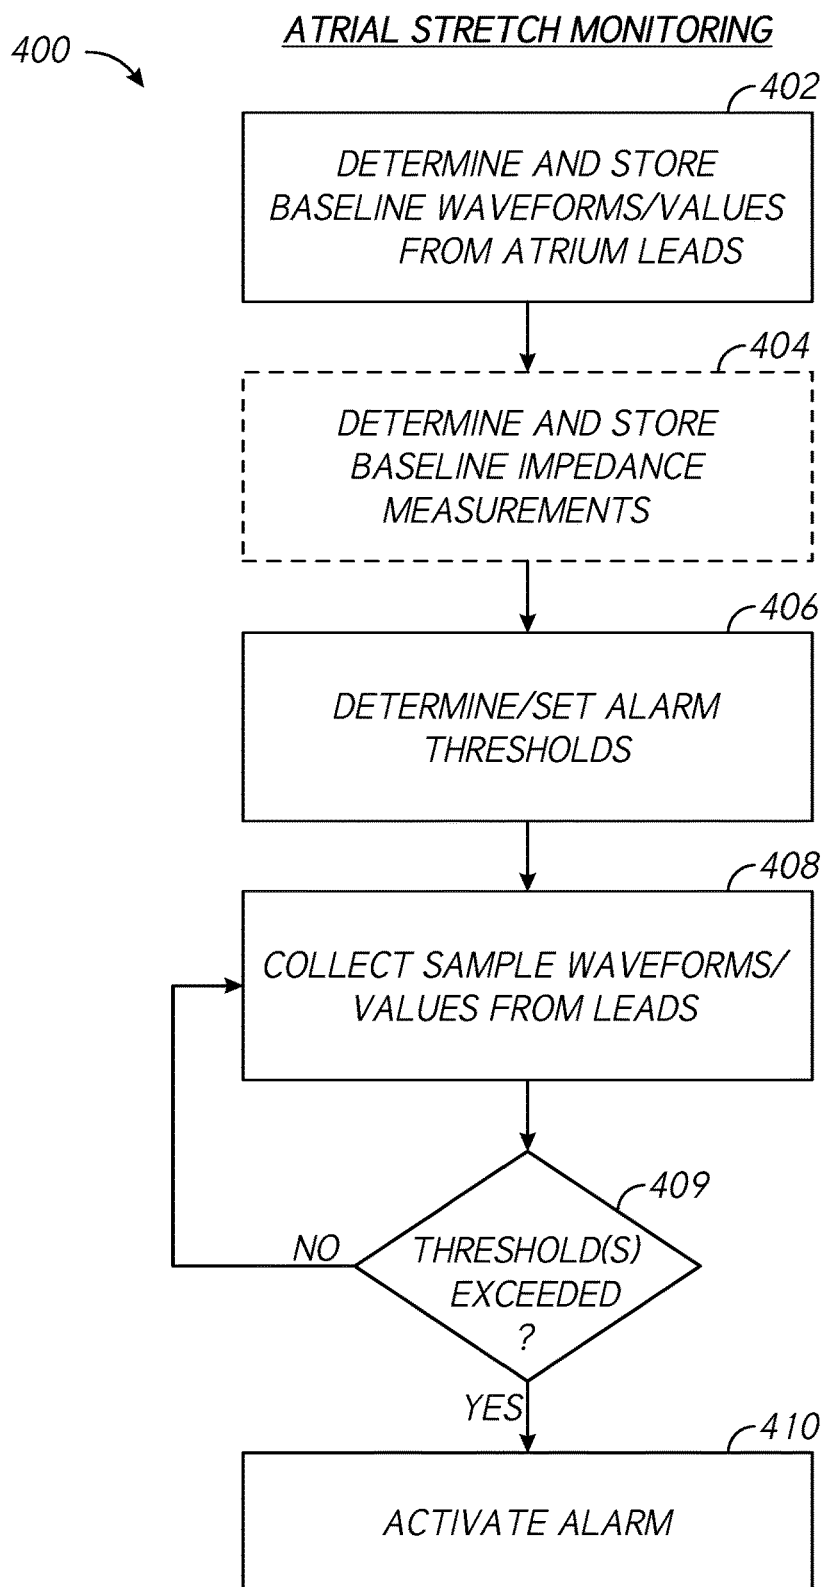 ATRIAL STRETCH MONITORING
400
402
DETERMINE AND STORE
BASELINE WAVEFORMS/VALUES
FROM ATRIUM LEADS
404
DETERMINE AND STORE
BASELINE IMPEDANCE
MEASUREMENTS
406
DETERMINE/SET ALARM
THRESHOLDS
408
COLLECT SAMPLE WAVEFORMS/
VALUES FROM LEADS
409
NO
THRESHOLD(S)
EXCEEDED
?
YES
410
ACTIVATE ALARM